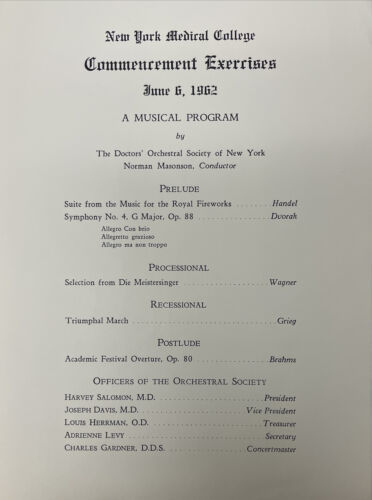 New York Medical College
Commencement Exercises
June 6, 1962
A MUSICAL PROGRAM
by
The Doctors' Orchestral Society of New York
Norman Masonson, Conductor
PRELUDE
Suite from the Music for the Royal Fireworks ........ Handel
Symphony No. 4, G Major, Op. 88 ................ Dvorah
Allegro Con brio
Allegretto grazioso
Allegro ma non troppo
PROCESSIONAL
Selection from Die Meistersinger ................ Wagner
RECESSIONAL
Triumphal March ................................ Grieg
POSTLUDE
Academic Festival Overture, Op. 80 ................ Brahms
OFFICERS OF THE ORCHESTRAL SOCIETY
HARVEY SALOMON, M.D. ........................ President
JOSEPH DAVIS, M.D. ........................ Vice President
LOUIS HERRMAN, O.D. ........................ Treasurer
ADRIENNE LEVY ................................ Secretary
CHARLES GARDNER, D.D.S. ................ Concertmaster